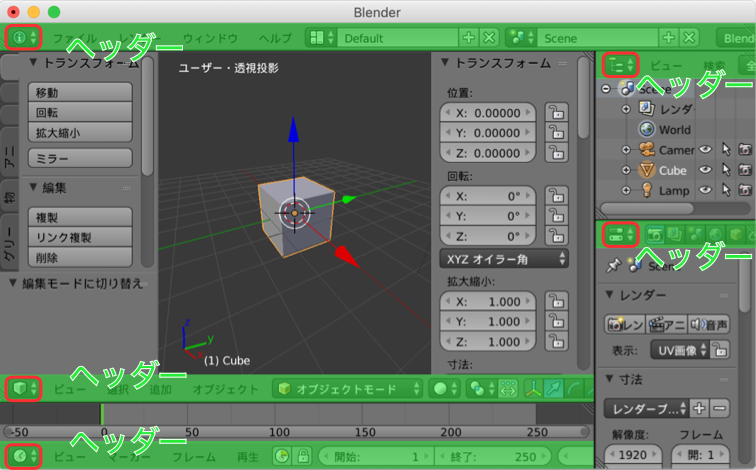 Blender
ファイル レンダー ウィンドウ ヘルプ Default Scene Blend
ヘッダー
トランスフォーム
移動
回転
拡大縮小
ミラー
編集
複製
リンク複製
削除
編集モードに切り替え
アニ
物
グリー
ユーザー・透視投影
z
y
x
(1) Cube
トランスフォーム
位置:
X: 0.00000
Y: 0.00000
Z: 0.00000
回転:
X: 0°
Y: 0°
Z: 0°
XYZ オイラー角
拡大縮小:
X: 1.000
Y: 1.000
Z: 1.000
寸法:
ビュー 検索 全
ヘッダー
Scene
レンダ
World
Camer
Cube
Lamp
ヘッダー
Scene
レンダー
レン アニ 音声
表示: UV画像
寸法
レンダープ...
解像度: フレーム
1920 開: 1
ビュー 選択 追加 オブジェクト オブジェクトモード
ヘッダー
-50 0 50 100 150 200 250
ビュー マーカー フレーム 再生 開始: 1 終了: 250
ヘッダー